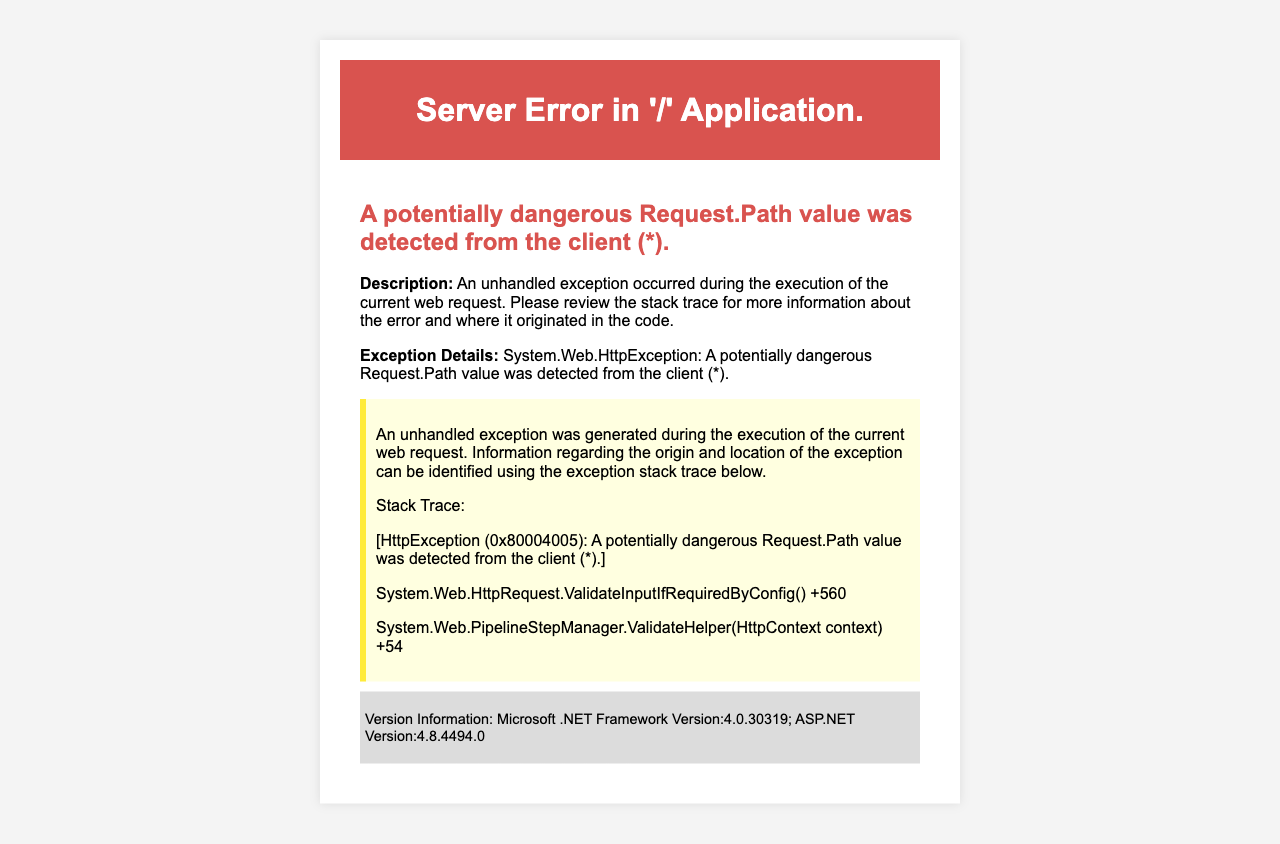 Server Error in '/' Application.
A potentially dangerous Request.Path value was
detected from the client (*).
Description: An unhandled exception occurred during the execution of the
current web request. Please review the stack trace for more information about
the error and where it originated in the code.
Exception Details: System.Web.HttpException: A potentially dangerous
Request.Path value was detected from the client (*).
An unhandled exception was generated during the execution of the current
web request. Information regarding the origin and location of the exception
can be identified using the exception stack trace below.
Stack Trace:
[HttpException (0x80004005): A potentially dangerous Request.Path value
was detected from the client (*).]
System.Web.HttpRequest.ValidateInputIfRequiredByConfig() +560
System.Web.PipelineStepManager.ValidateHelper(HttpContext context)
+54
Version Information: Microsoft .NET Framework Version:4.0.30319; ASP.NET
Version:4.8.4494.0